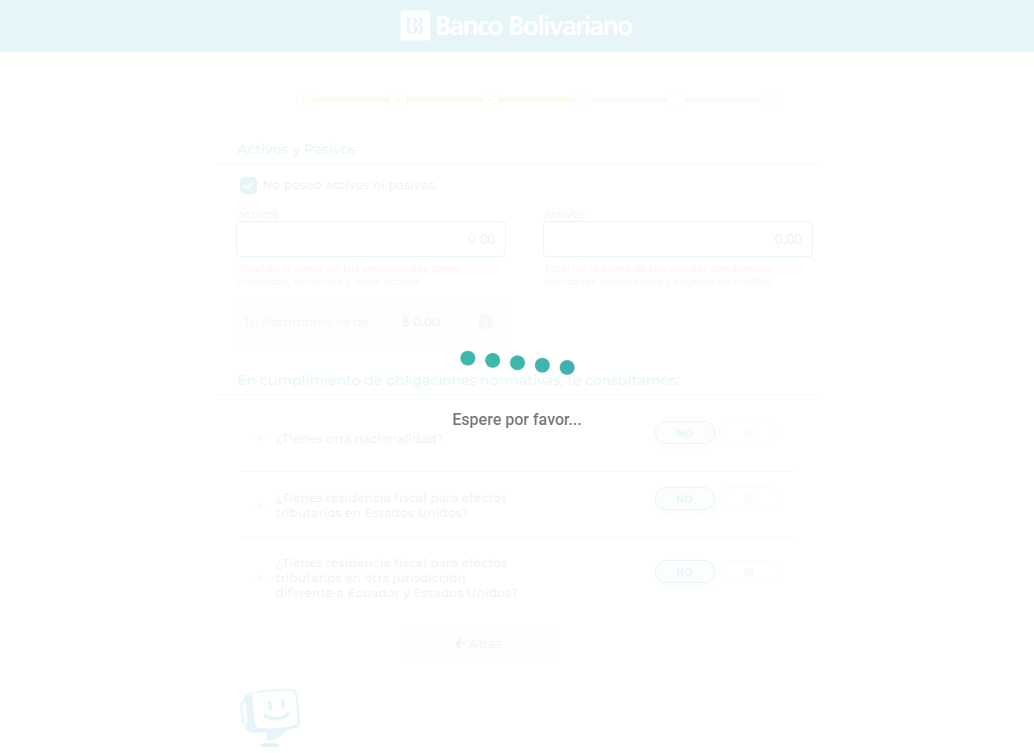 Banco Bolivariano
Activos y Pasivos
No poseo activos ni pasivos.
ACTIVOS
PASIVOS
0.00
0.00
Total de la suma de tus propiedades como:
viviendas, vehículos y otros activos.
Total de la suma de tus deudas con Bancos,
entidades comerciales y tarjetas de crédito.
Tu Patrimonio es de
$ 0.00
En cumplimiento de obligaciones normativas, te consultamos:
Espere por favor...
+ ¿Tienes otra nacionalidad?
NO
SI
+ ¿Tienes residencia fiscal para efectos
tributarios en Estados Unidos?
NO
SI
+ ¿Tienes residencia fiscal para efectos
tributarios en otra jurisdicción
diferente a Ecuador y Estados Unidos?
NO
SI
Atrás